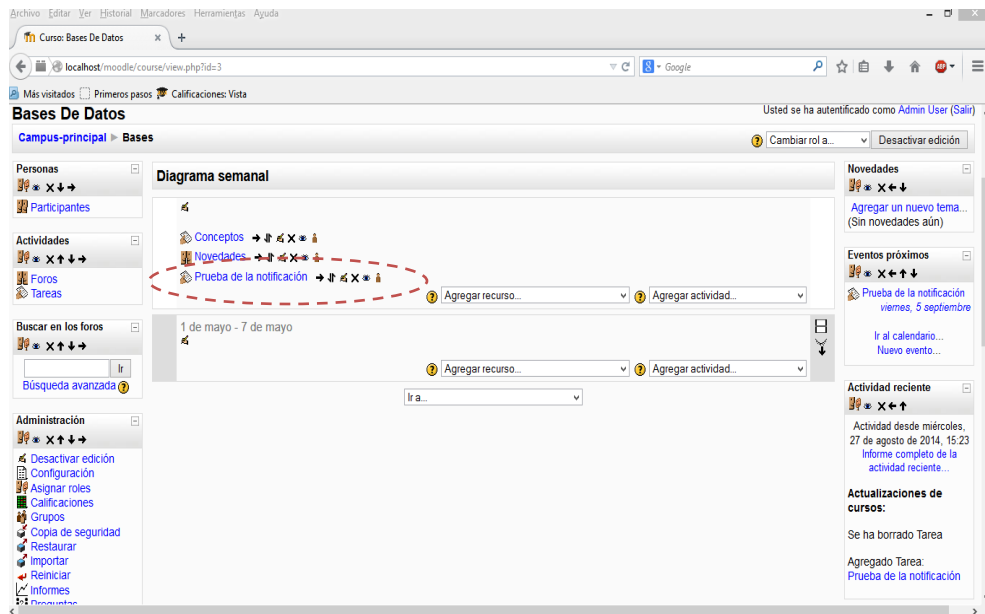 Archivo Editar Ver Historial Marcadores Herramientas Ayuda
Curso: Bases De Datos
localhost/moodle/course/view.php?id=3
Google
Más visitados Primeros pasos Calificaciones: Vista
Bases De Datos
Usted se ha autentificado como Admin User (Salir)
Campus-principal ► Bases
Cambiar rol a...
Desactivar edición
Personas
Participantes
Actividades
Foros
Tareas
Buscar en los foros
Ir
Búsqueda avanzada
Administración
Desactivar edición
Configuración
Asignar roles
Calificaciones
Grupos
Copia de seguridad
Restaurar
Importar
Reiniciar
Informes
Preguntas
Diagrama semanal
Conceptos
Novedades
Prueba de la notificación
Agregar recurso... Agregar actividad...
1 de mayo - 7 de mayo
Agregar recurso... Agregar actividad...
Ir a...
Novedades
Agregar un nuevo tema...
(Sin novedades aún)
Eventos próximos
Prueba de la notificación
viernes, 5 septiembre
Ir al calendario...
Nuevo evento...
Actividad reciente
Actividad desde miércoles,
27 de agosto de 2014, 15:23
Informe completo de la
actividad reciente...
Actualizaciones de
cursos:
Se ha borrado Tarea
Agregado Tarea:
Prueba de la notificación